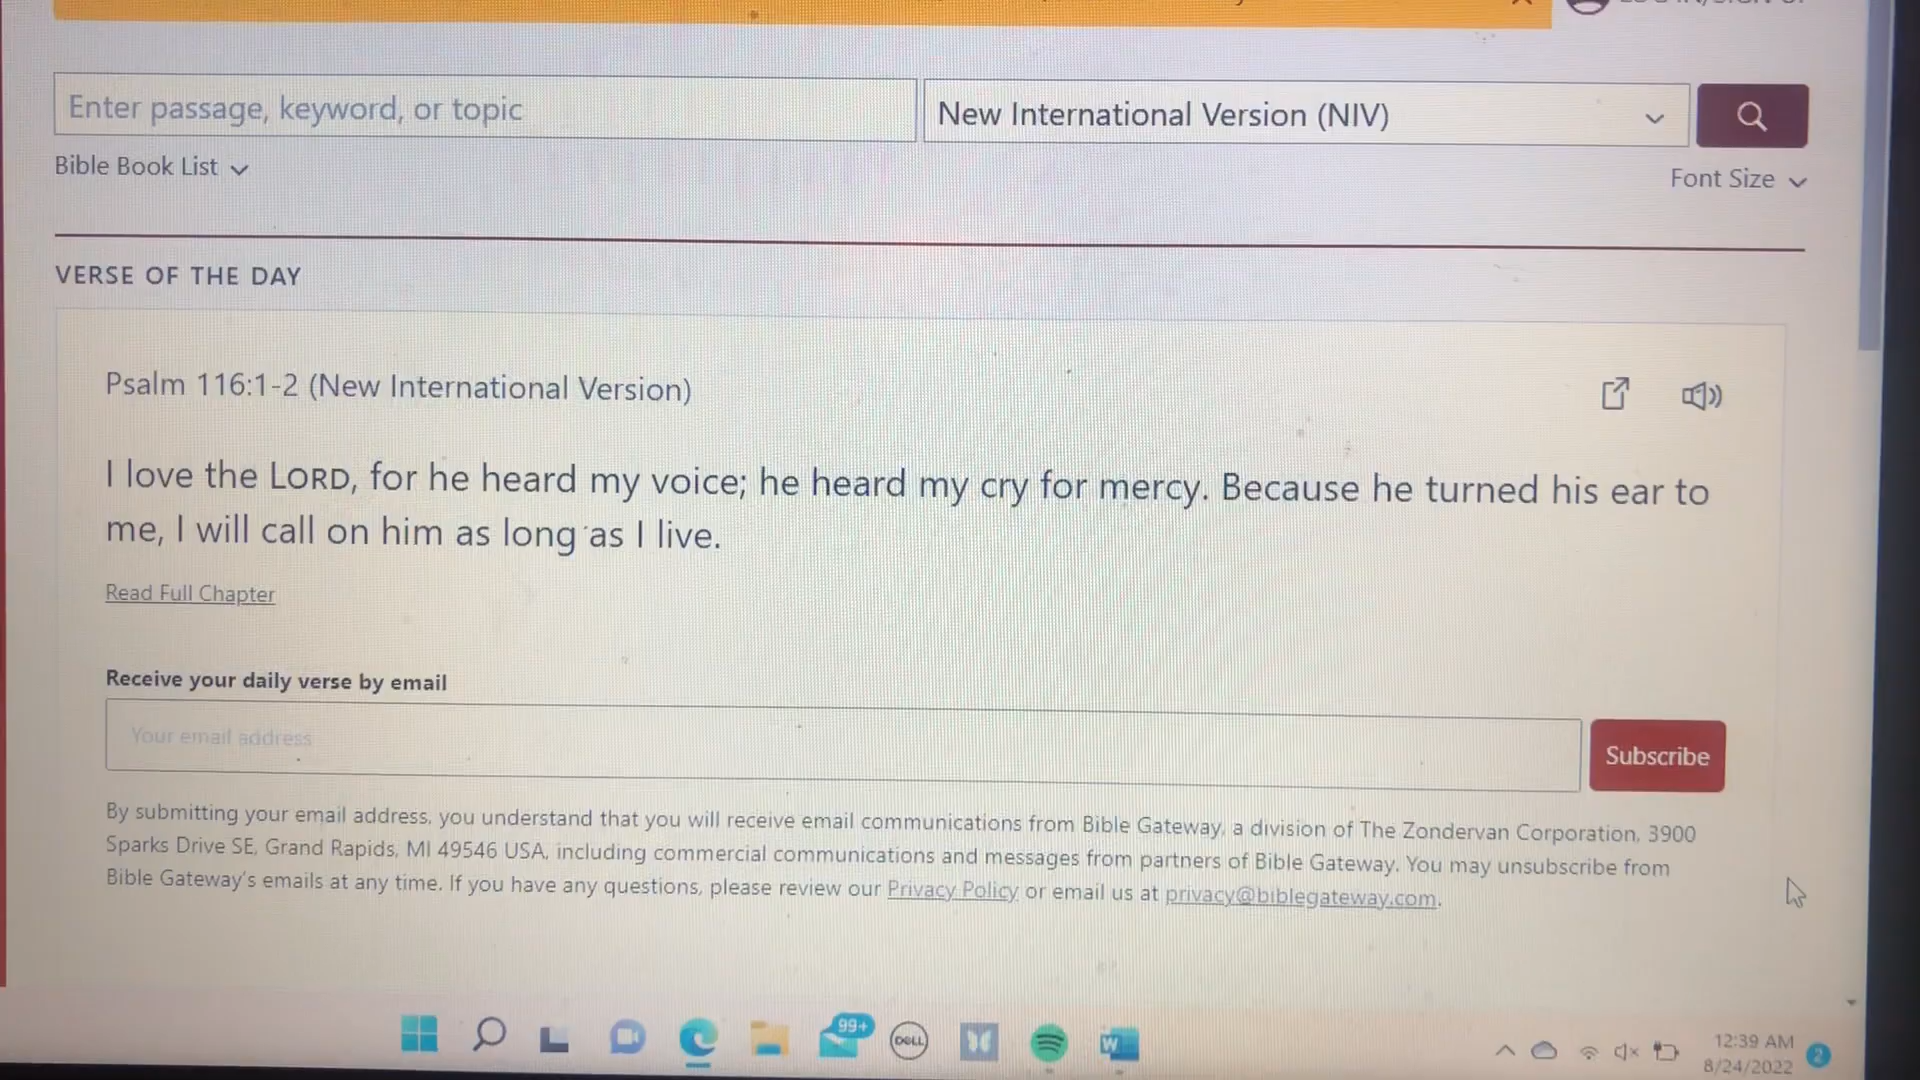 Enter passage, keyword, or topic
New International Version (NIV)
Bible Book List
Font Size
VERSE OF THE DAY
Psalm 116:1-2 (New International Version)
I love the LORD, for he heard my voice; he heard my cry for mercy. Because he turned his ear to
me, I will call on him as long as I live.
Read Full Chapter
Receive your daily verse by email
Your email address
Subscribe
By submitting your email address, you understand that you will receive email communications from Bible Gateway, a division of The Zondervan Corporation, 3900
Sparks Drive SE, Grand Rapids, MI 49546 USA, including commercial communications and messages from partners of Bible Gateway. You may unsubscribe from
Bible Gateway's emails at any time. If you have any questions, please review our Privacy Policy or email us at privacy@biblegateway.com.
99+
DELL
W
12:39 AM
8/24/2022
2